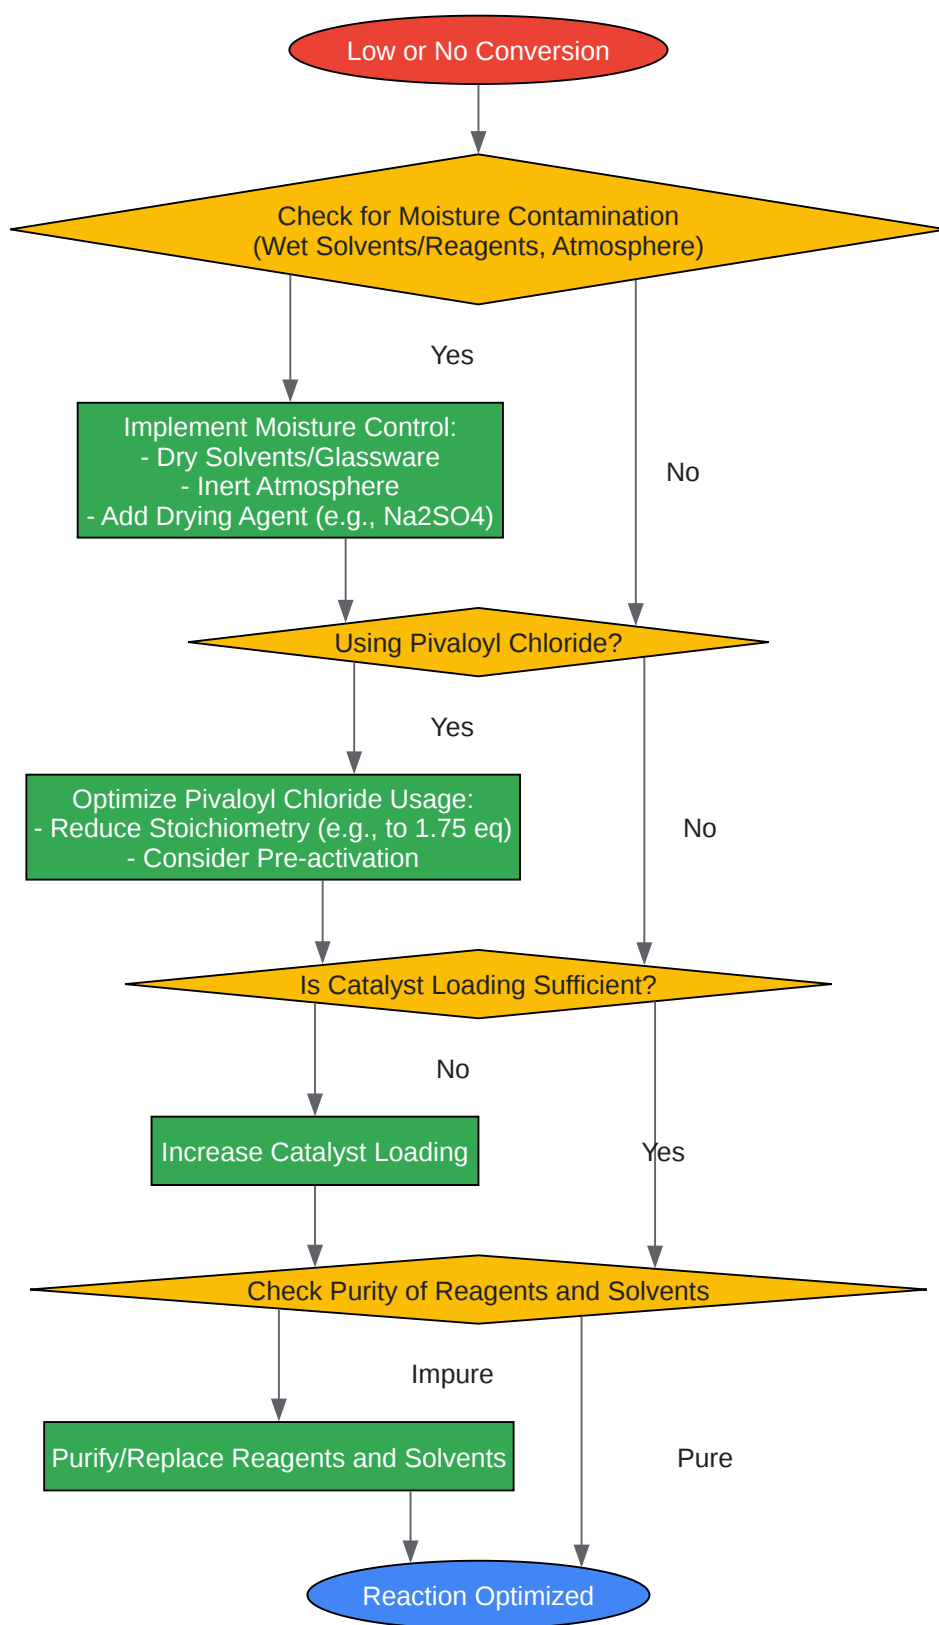 Low or No Conversion
Check for Moisture Contamination
(Wet Solvents/Reagents, Atmosphere)
Yes
Implement Moisture Control:
- Dry Solvents/Glassware
- Inert Atmosphere
- Add Drying Agent (e.g., Na2SO4)
No
Using Pivaloyl Chloride?
Yes
Optimize Pivaloyl Chloride Usage:
- Reduce Stoichiometry (e.g., to 1.75 eq)
- Consider Pre-activation
No
Is Catalyst Loading Sufficient?
No
Increase Catalyst Loading
Yes
Check Purity of Reagents and Solvents
Impure
Purify/Replace Reagents and Solvents
Pure
Reaction Optimized